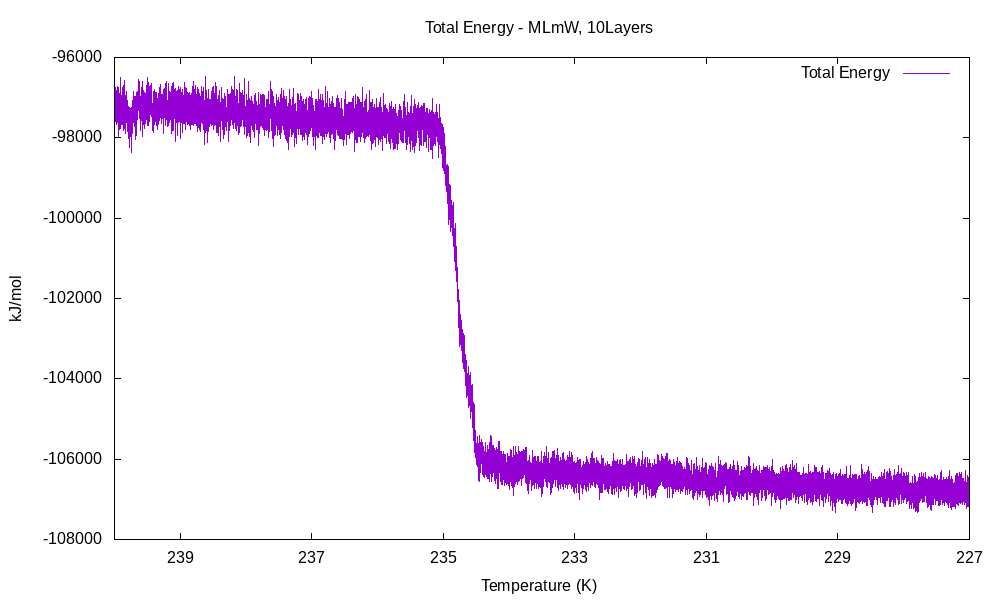 Total Energy - MLmW, 10Layers
Total Energy
kJ/mol
-96000
-98000
-100000
-102000
-104000
-106000
-108000
239 237 235 233 231 229 227
Temperature (K)